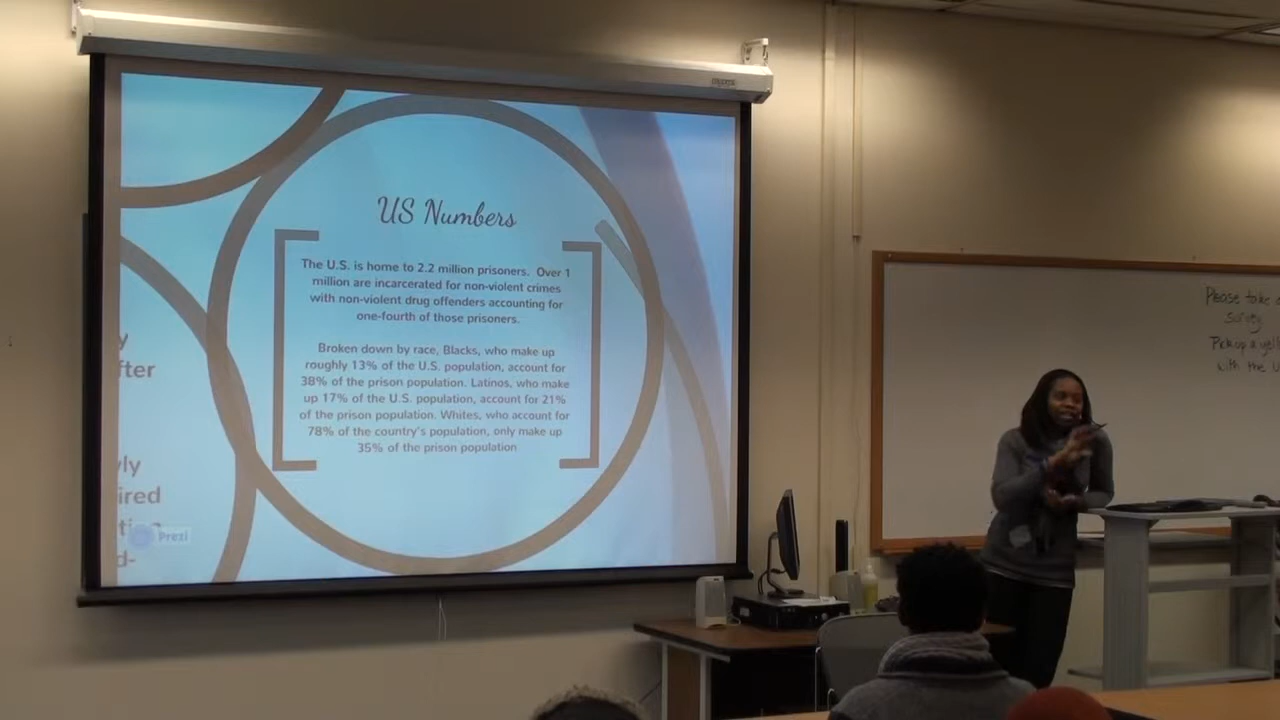 US Numbers
The U.S. is home to 2.2 million prisoners. Over 1
million are incarcerated for non-violent crimes
with non-violent drug offenders accounting for
one-fourth of those prisoners.
Broken down by race, Blacks, who make up
roughly 13% of the U.S. population, account for
38% of the prison population. Latinos, who make
up 17% of the U.S. population, account for 21%
of the prison population. Whites, who account for
78% of the country's population, only make up
35% of the prison population
y
fter
ly
ired
d-
Prezi
Please take
survey
Pick up a yell
with the